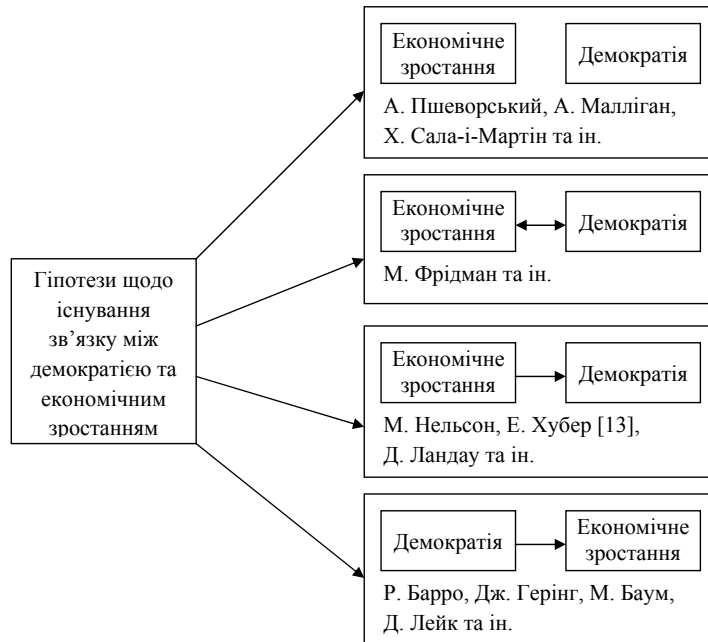 Гіпотези щодо
існування
зв’язку між
демократією та
економічним
зростанням
Економічне
зростання
Демократія
А. Пшеворський, А. Малліган,
Х. Сала-і-Мартін та ін.
Економічне
зростання
Демократія
М. Фрідман та ін.
Економічне
зростання
Демократія
М. Нельсон, Е. Хубер [13],
Д. Ландау та ін.
Демократія
Економічне
зростання
Р. Барро, Дж. Герінг, М. Баум,
Д. Лейк та ін.